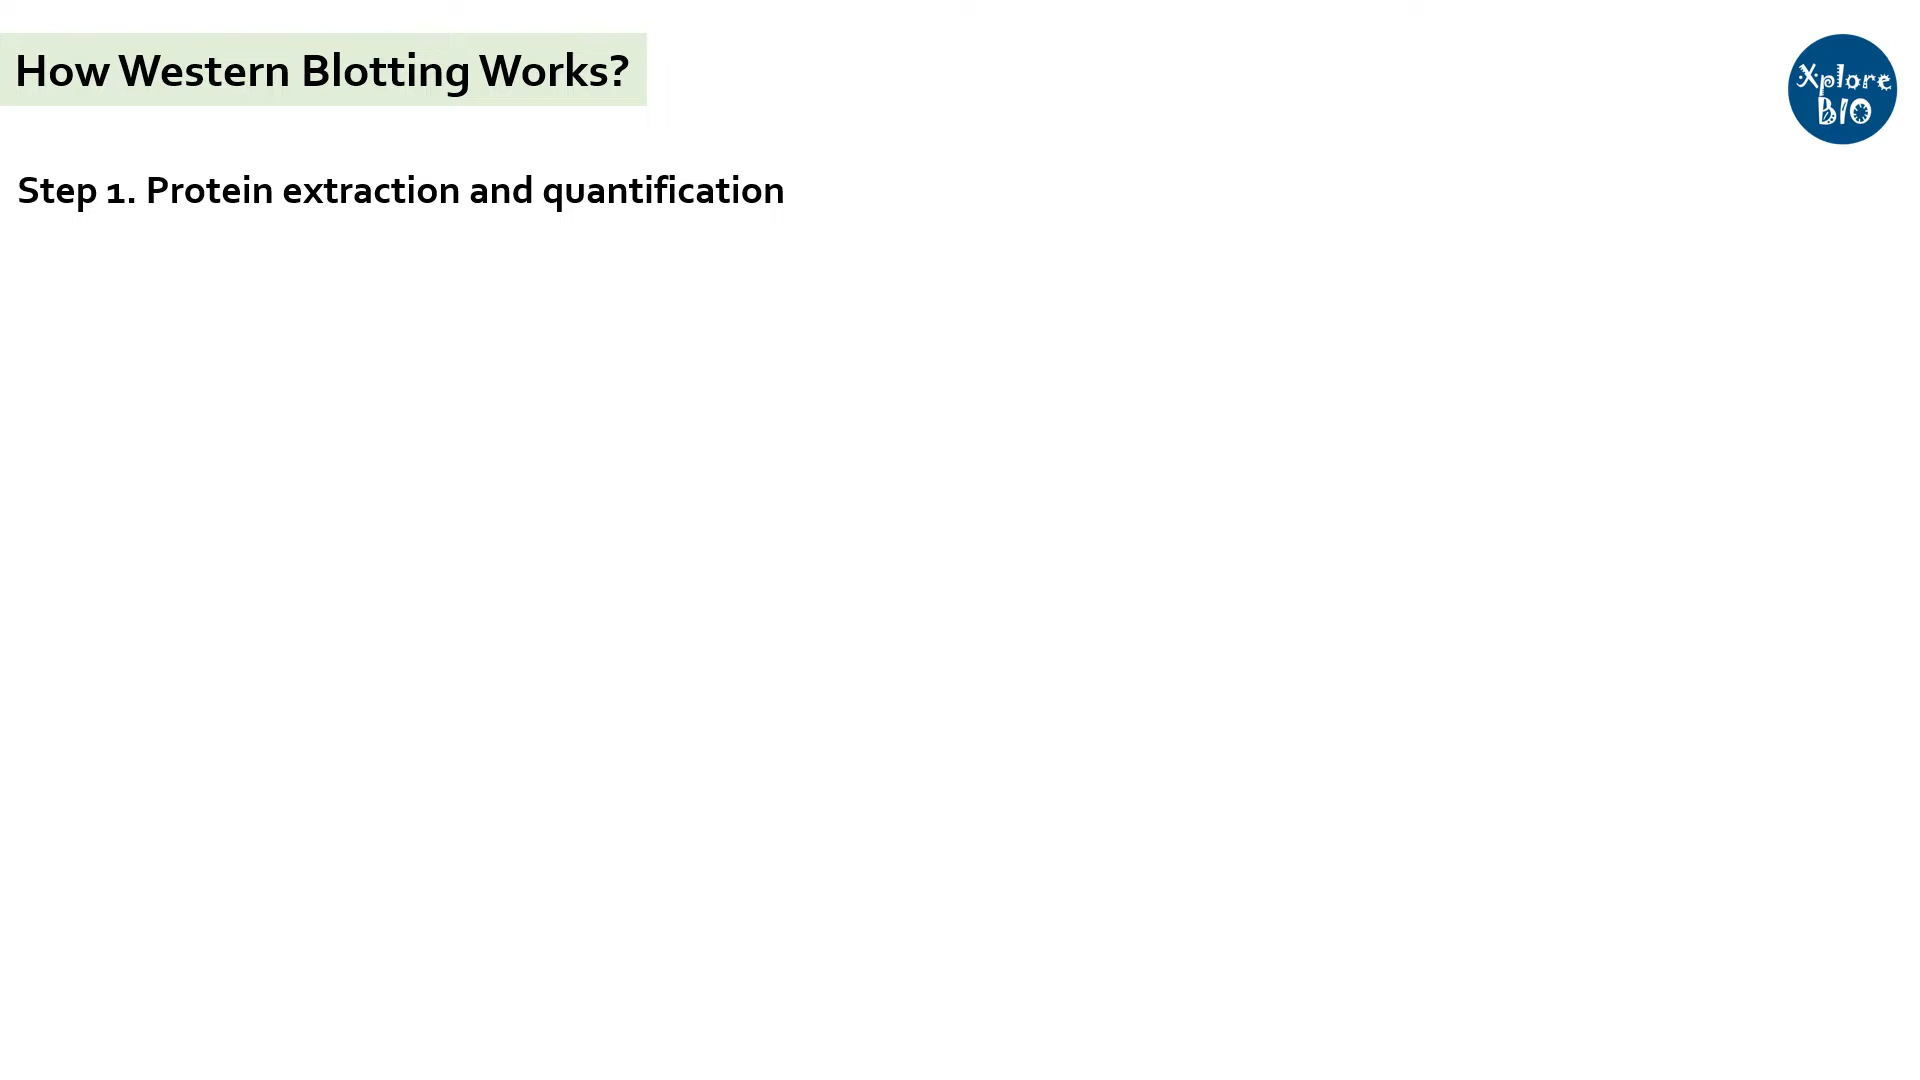 How Western Blotting Works?
Xplore
BIO
Step 1. Protein extraction and quantification